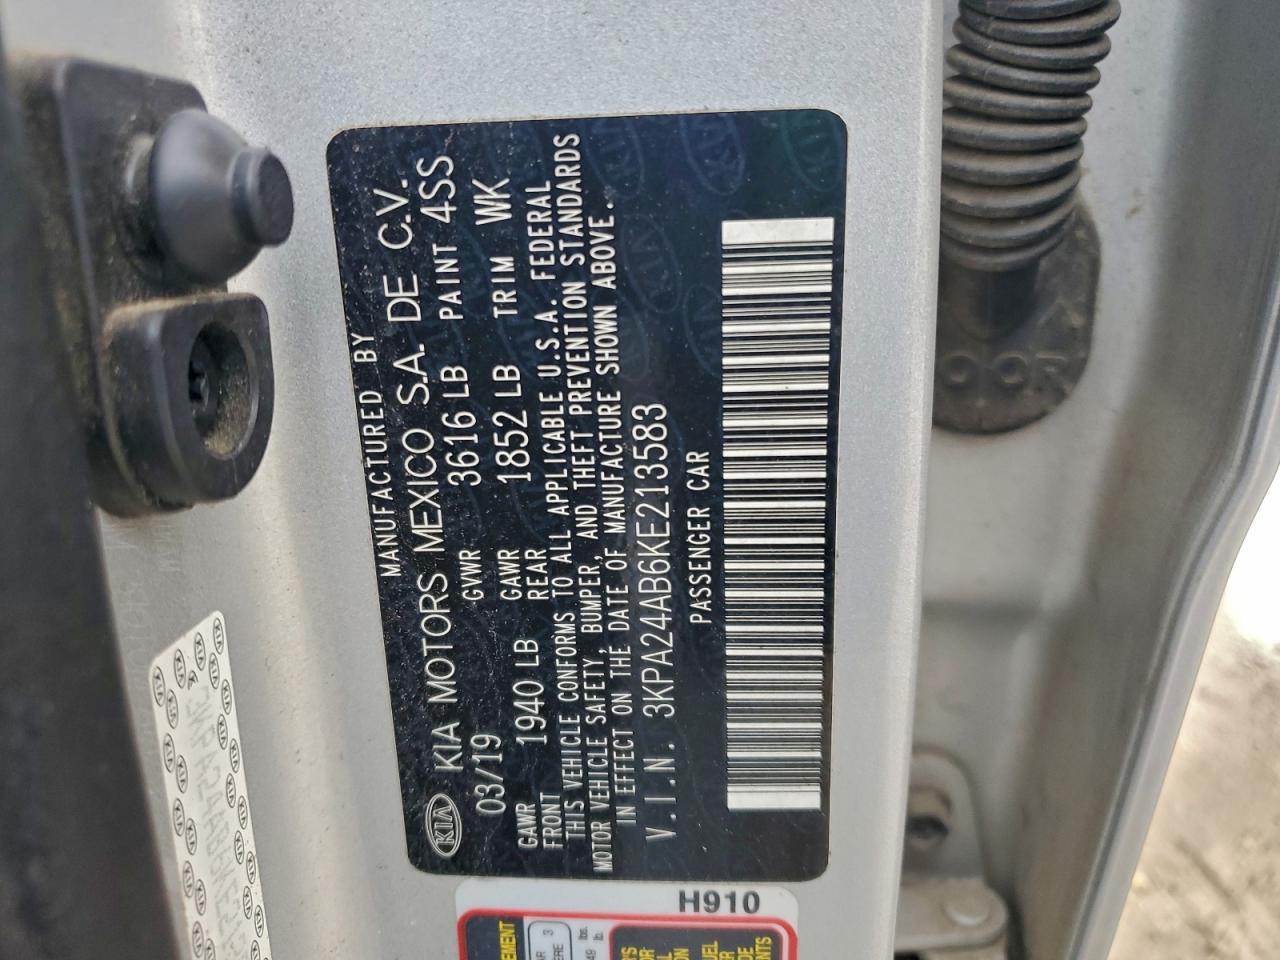 MANUFACTURED BY
KIA KIA MOTORS MEXICO S.A. DE C.V.
03/19 GVWR 3616 LB PAINT 4SS
GAWR FRONT 1940 LB GAWR REAR 1852 LB TRIM WK
THIS VEHICLE CONFORMS TO ALL APPLICABLE U.S.A. FEDERAL
MOTOR VEHICLE SAFETY, BUMPER, AND THEFT PREVENTION STANDARDS
IN EFFECT ON THE DATE OF MANUFACTURE SHOWN ABOVE.
V.I.N. 3KPA24AB6KE213583
PASSENGER CAR
H910